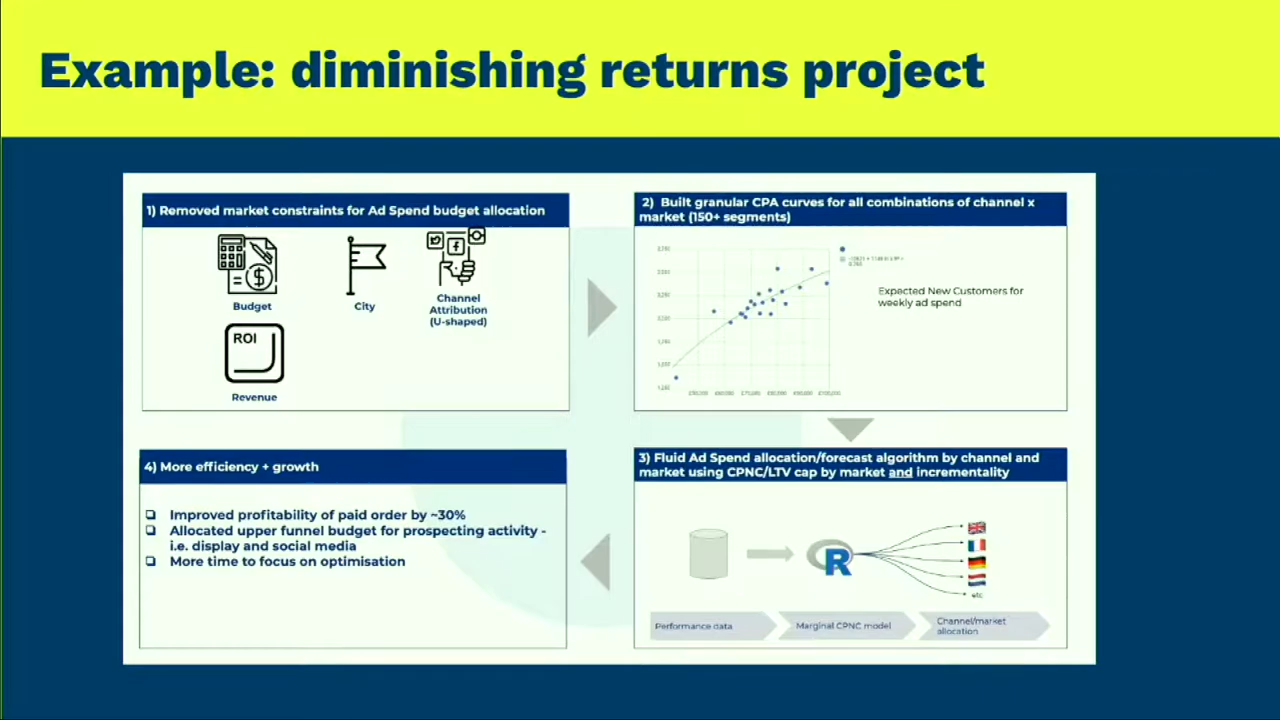 Example: diminishing returns project
1) Removed market constraints for Ad Spend budget allocation
Budget
City
Channel
Attribution
(U-shaped)
ROI
Revenue
2) Built granular CPA curves for all combinations of channel x
market (150+ segments)
Expected New Customers for
weekly ad spend
3) Fluid Ad Spend allocation/forecast algorithm by channel and
market using CPNC/LTV cap by market and incrementality
R
etc
Performance data
Marginal CPNC model
Channel/market
allocation
4) More efficiency + growth
Improved profitability of paid order by ~30%
Allocated upper funnel budget for prospecting activity -
i.e. display and social media
More time to focus on optimisation